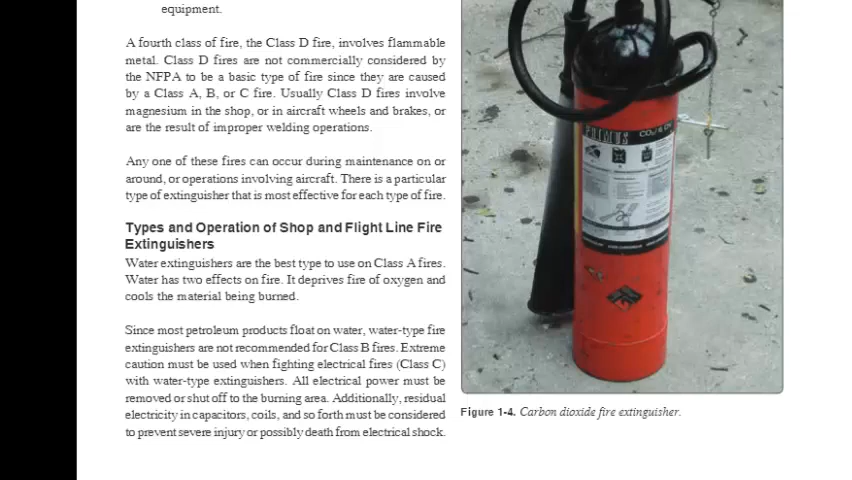 equipment.
A fourth class of fire, the Class D fire, involves flammable
metal. Class D fires are not commercially considered by
the NFPA to be a basic type of fire since they are caused
by a Class A, B, or C fire. Usually Class D fires involve
magnesium in the shop, or in aircraft wheels and brakes, or
are the result of improper welding operations.
Any one of these fires can occur during maintenance on or
around, or operations involving aircraft. There is a particular
type of extinguisher that is most effective for each type of fire.
Types and Operation of Shop and Flight Line Fire
Extinguishers
Water extinguishers are the best type to use on Class A fires.
Water has two effects on fire. It deprives fire of oxygen and
cools the material being burned.
Since most petroleum products float on water, water-type fire
extinguishers are not recommended for Class B fires. Extreme
caution must be used when fighting electrical fires (Class C)
with water-type extinguishers. All electrical power must be
removed or shut off to the burning area. Additionally, residual
electricity in capacitors, coils, and so forth must be considered
to prevent severe injury or possibly death from electrical shock.
Figure 1-4. Carbon dioxide fire extinguisher.